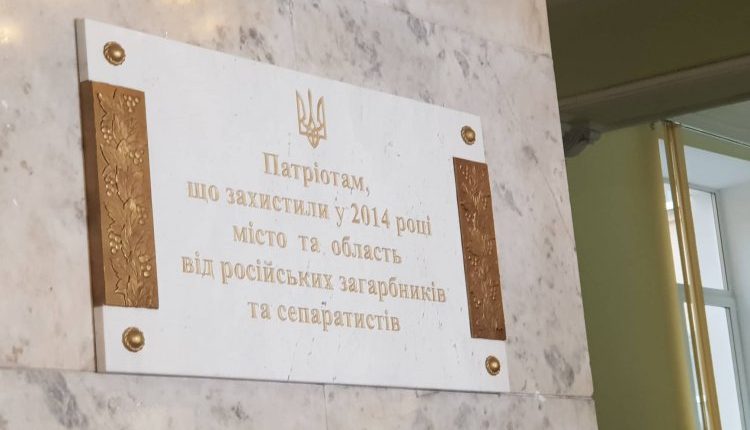 Патріотам,
що захистили у 2014 році
місто та область
від російських загарбників
та сепаратистів